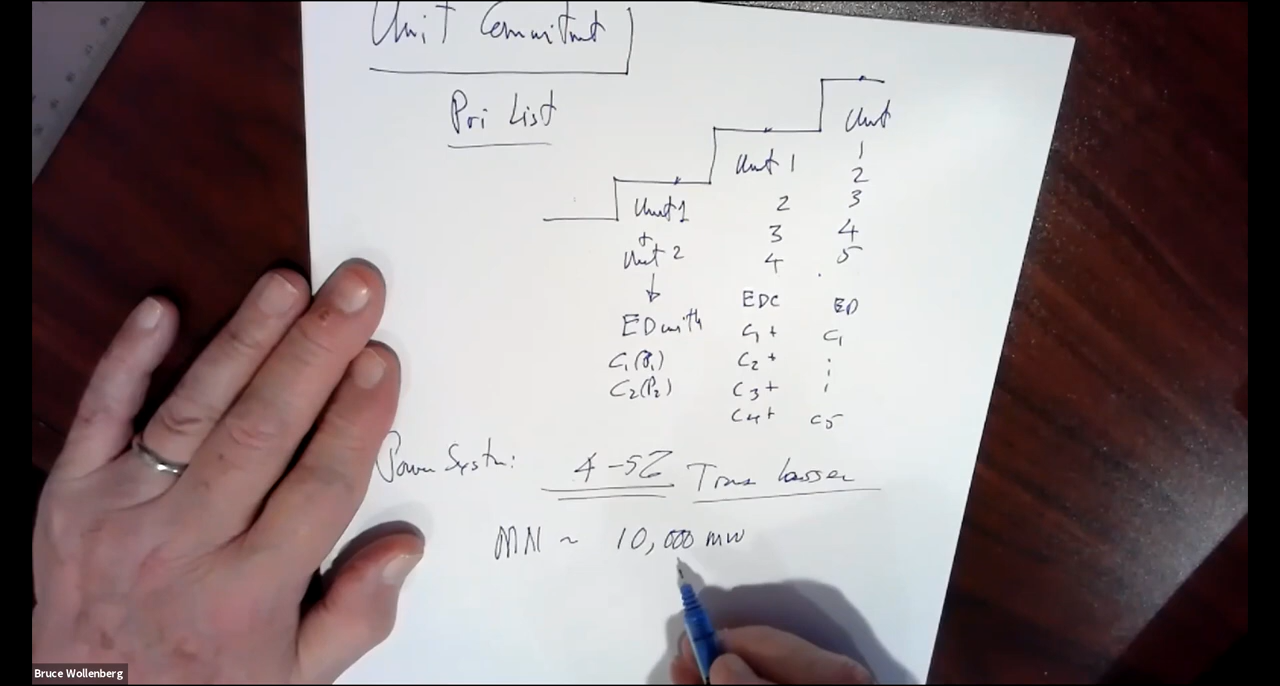 Unit Commitmt
Pri List
Unit 1
+
Unit 2
ED with
C1(P1)
C2(P2)
Unit 1
2
3
4
EDC
C1 +
C2 +
C3 +
C4 +
Unit
1
2
3
4
5
ED
C1
C5
Power System: 4-5% Trans Losses
MN ~ 10,000 MW
Bruce Wollenberg